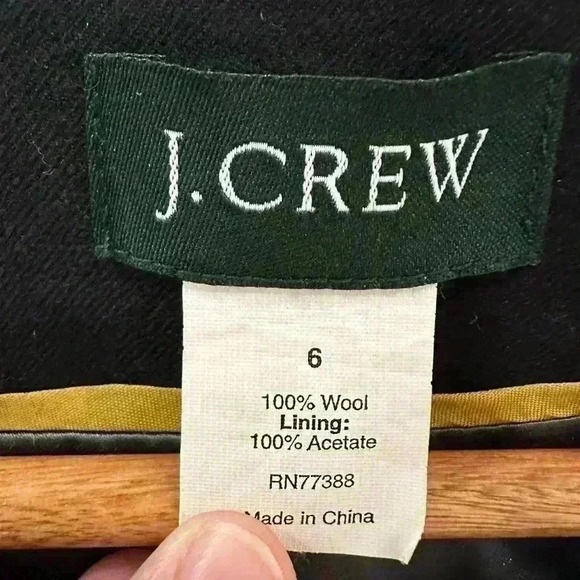 J.CREW
6
100% Wool
Lining:
100% Acetate
RN77388
Made in China